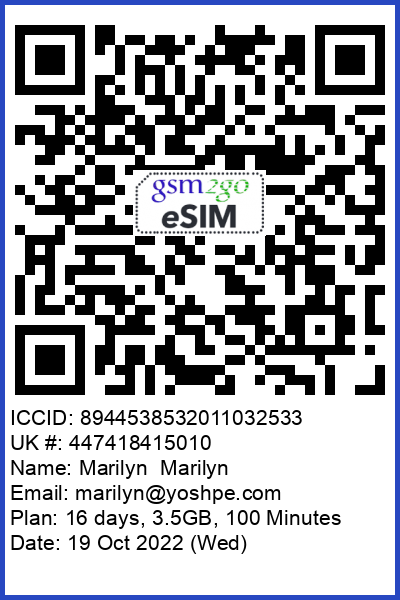 gsm2go
eSIM
ICCID: 8944538532011032533
UK #: 447418415010
Name: Marilyn  Marilyn
Email: marilyn@yoshpe.com
Plan: 16 days, 3.5GB, 100 Minutes
Date: 19 Oct 2022 (Wed)